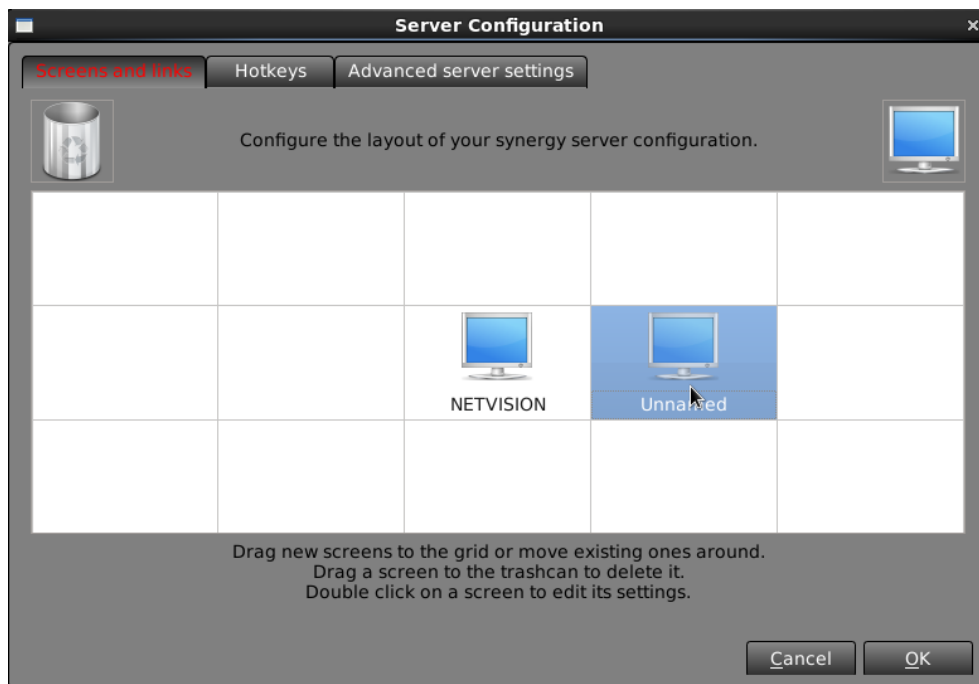 Server Configuration
Screens and links
Hotkeys
Advanced server settings
Configure the layout of your synergy server configuration.
NETVISION
Unnamed
Drag new screens to the grid or move existing ones around.
Drag a screen to the trashcan to delete it.
Double click on a screen to edit its settings.
Cancel
OK